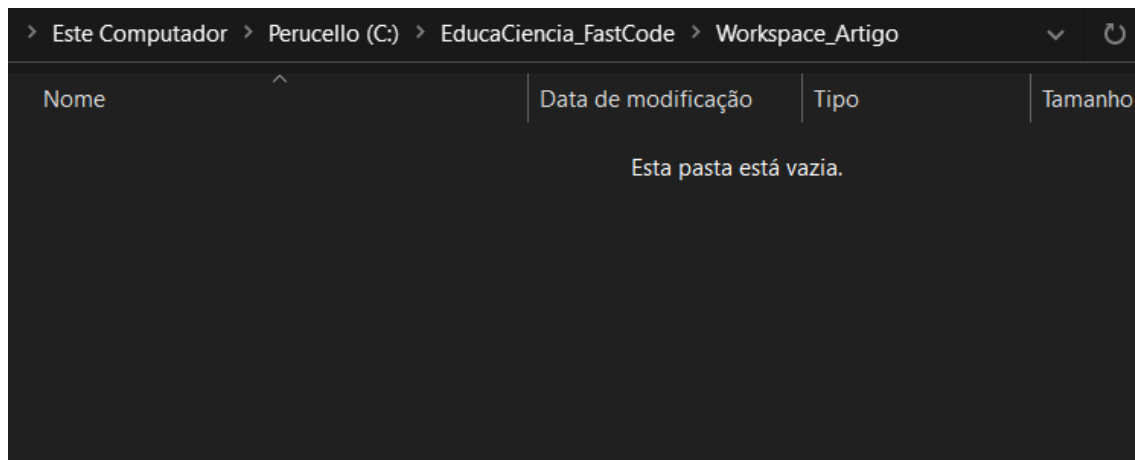 > Este Computador > Perucello (C:) > EducaCiencia_FastCode > Workspace_Artigo
Nome Data de modificação Tipo Tamanho
Esta pasta está vazia.